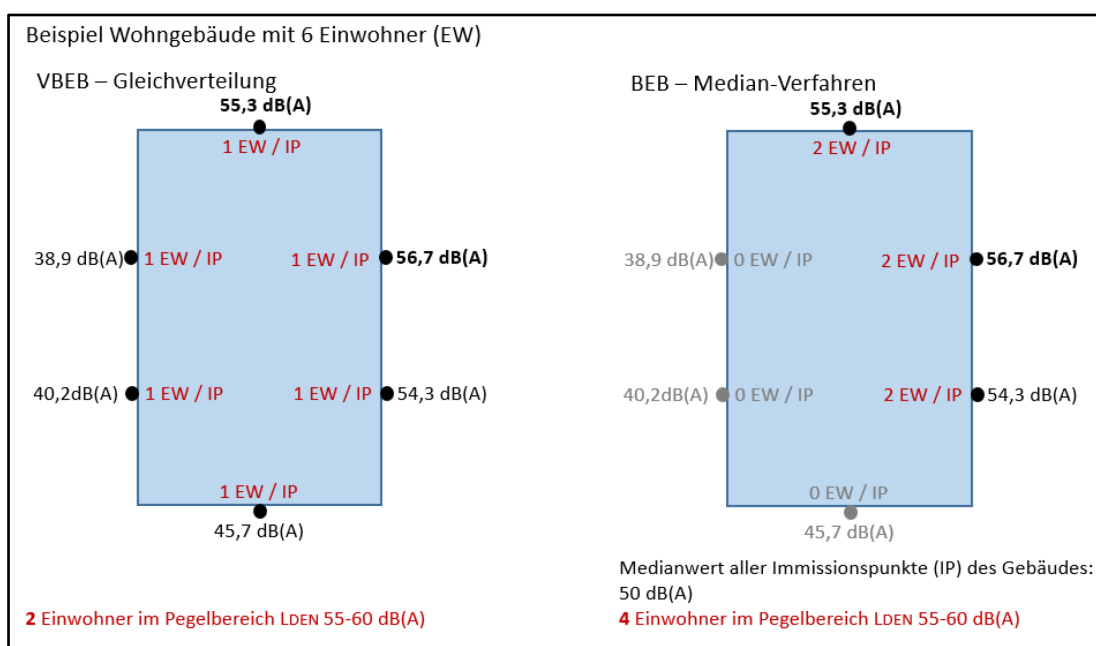 Beispiel Wohngebäude mit 6 Einwohner (EW)
VBEB – Gleichverteilung
55,3 dB(A)
1 EW / IP
38,9 dB(A)
1 EW / IP
1 EW / IP
56,7 dB(A)
40,2dB(A)
1 EW / IP
1 EW / IP
54,3 dB(A)
1 EW / IP
45,7 dB(A)
2 Einwohner im Pegelbereich LDEN 55-60 dB(A)
BEB – Median-Verfahren
55,3 dB(A)
2 EW / IP
38,9 dB(A)
0 EW / IP
2 EW / IP
56,7 dB(A)
40,2dB(A)
0 EW / IP
2 EW / IP
54,3 dB(A)
0 EW / IP
45,7 dB(A)
Medianwert aller Immissionspunkte (IP) des Gebäudes:
50 dB(A)
4 Einwohner im Pegelbereich LDEN 55-60 dB(A)